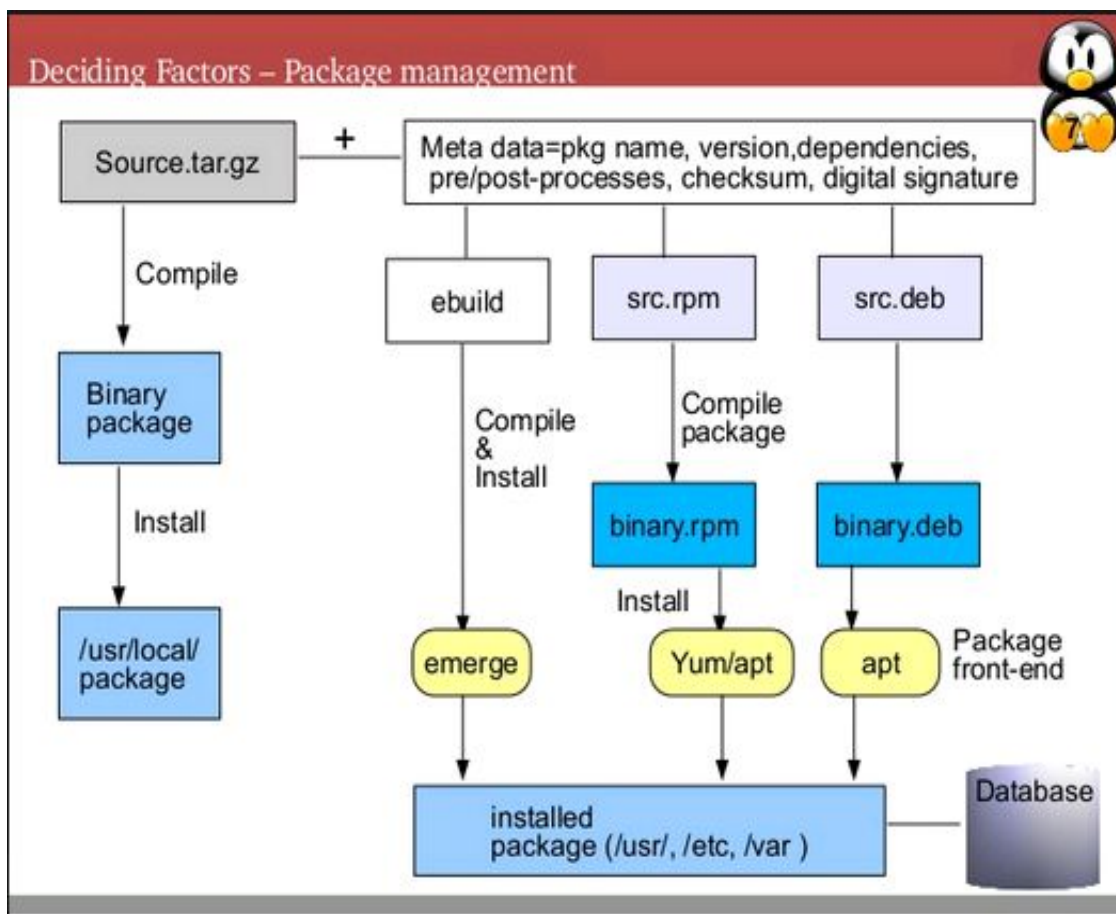 Deciding Factors – Package management
7
Source.tar.gz
+
Meta data=pkg name, version,dependencies,
pre/post-processes, checksum, digital signature
Compile
ebuild
src.rpm
src.deb
Binary
package
Compile
&
Install
Compile
package
Install
binary.rpm
binary.deb
Install
/usr/local/
package
emerge
Yum/apt
apt
Package
front-end
installed
package (/usr/, /etc, /var )
Database